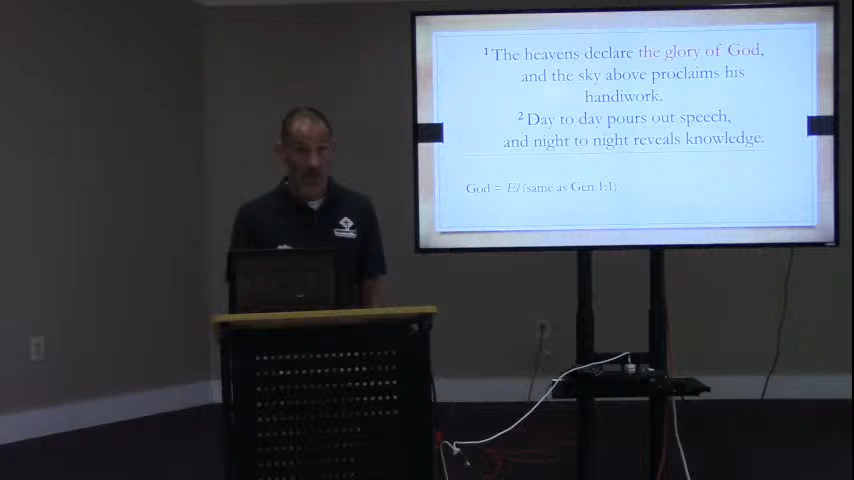 ¹ The heavens declare the glory of God,
and the sky above proclaims his
handiwork.
² Day to day pours out speech,
and night to night reveals knowledge.
God = El (same as Gen 1:1)